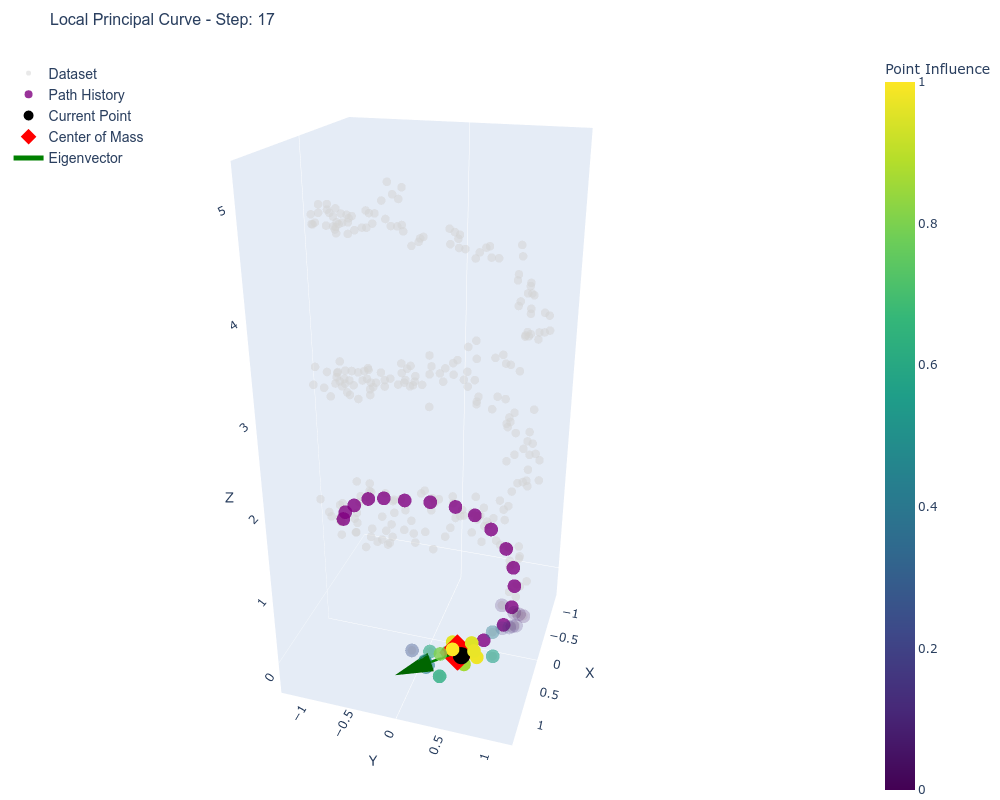 Local Principal Curve - Step: 17
Dataset
Path History
Current Point
Center of Mass
Eigenvector
Point Influence
1
0.8
0.6
0.4
0.2
0
Z
5
4
3
2
1
0
Y
−1
−0.5
0
0.5
1
X
−1
−0.5
0
0.5
1